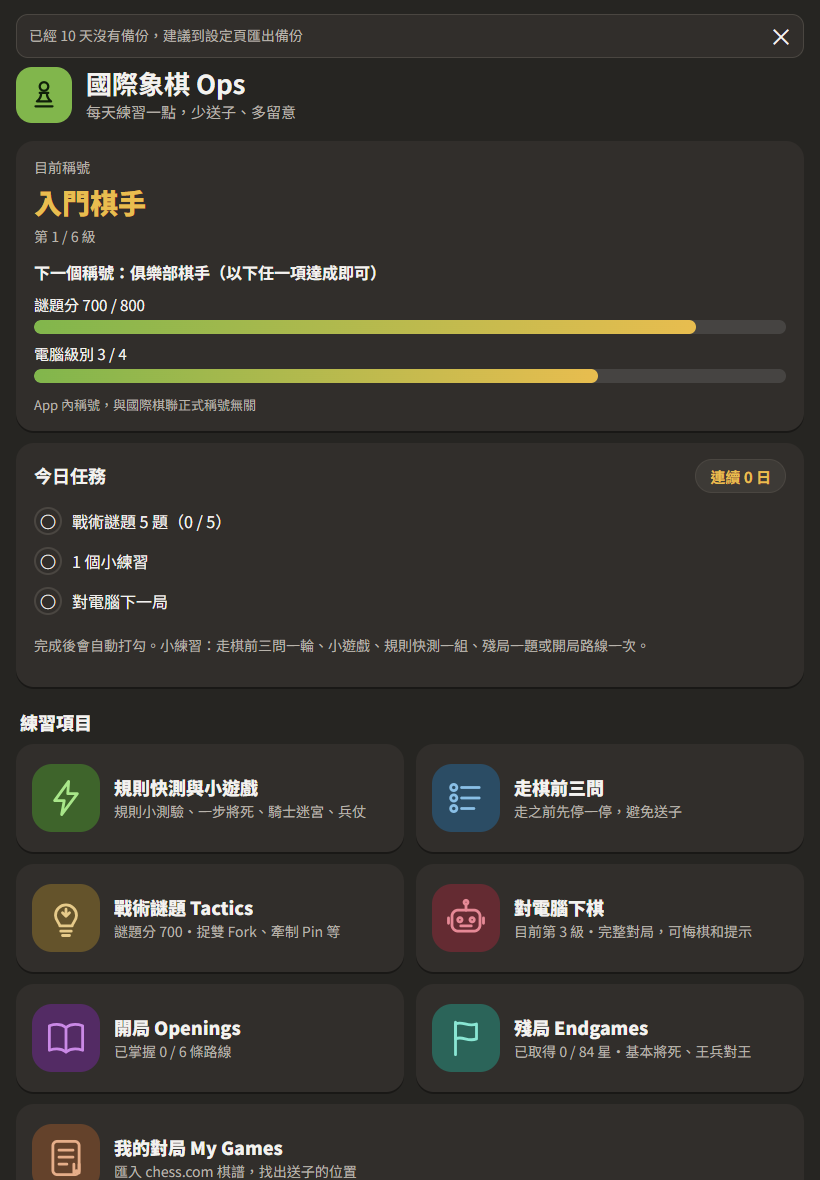 已經 10 天沒有備份，建議到設定頁匯出備份
國際象棋 Ops
每天練習一點，少送子、多留意
目前稱號
入門棋手
第 1 / 6 級
下一個稱號：俱樂部棋手（以下任一項達成即可）
謎題分 700 / 800
電腦級別 3 / 4
App 內稱號，與國際棋聯正式稱號無關
今日任務
連續 0 日
戰術謎題 5 題（0 / 5）
1 個小練習
對電腦下一局
完成後會自動打勾。小練習：走棋前三問一輪、小遊戲、規則快測一組、殘局一題或開局路線一次。
練習項目
規則快測與小遊戲
規則小測驗、一步將死、騎士迷宮、兵仗
走棋前三問
走之前先停一停，避免送子
戰術謎題 Tactics
謎題分 700・捉雙 Fork、牽制 Pin 等
對電腦下棋
目前第 3 級・完整對局，可悔棋和提示
開局 Openings
已掌握 0 / 6 條路線
殘局 Endgames
已取得 0 / 84 星・基本將死、王兵對王
我的對局 My Games
匯入 chess.com 棋譜，找出送子的位置